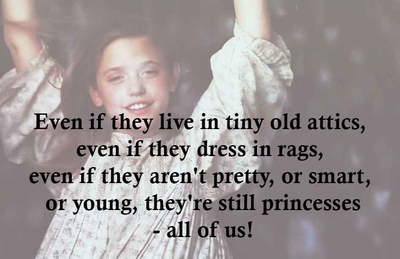 Even if they live in tiny old attics,
even if they dress in rags,
even if they aren't pretty, or smart,
or young, they're still princesses
- all of us!